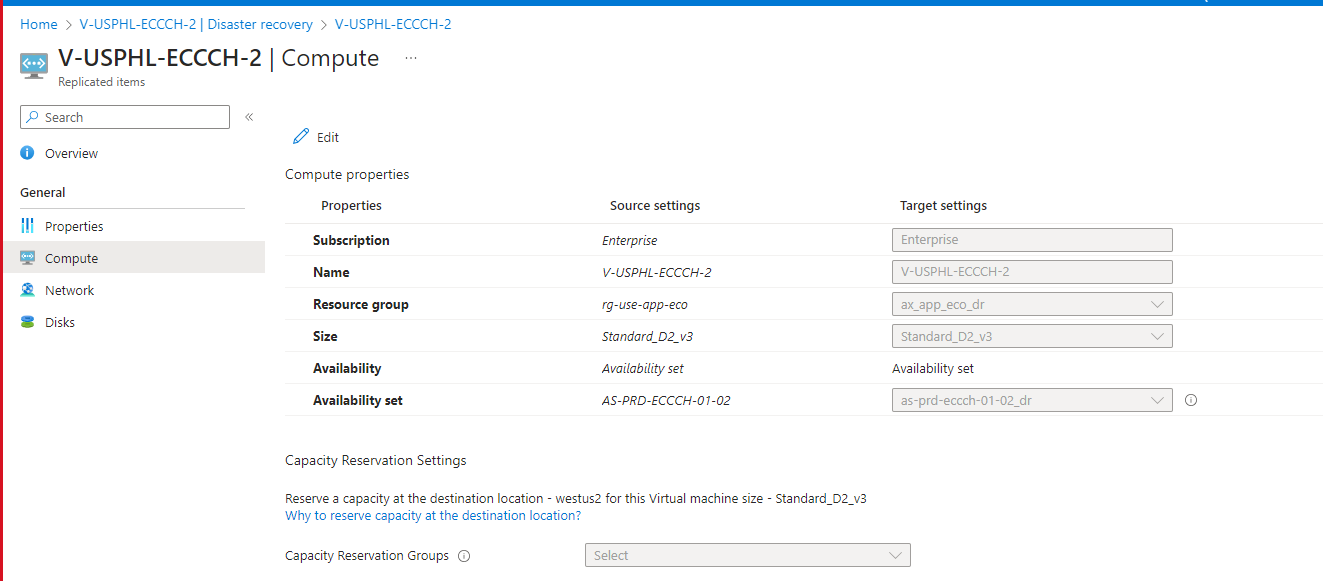 Home > V-USPHL-ECCCH-2 | Disaster recovery > V-USPHL-ECCCH-2
V-USPHL-ECCCH-2 | Compute ...
Replicated items
Search «
Overview
General
Properties
Compute
Network
Disks
Edit
Compute properties
Properties Source settings Target settings
Subscription Enterprise Enterprise
Name V-USPHL-ECCCH-2 V-USPHL-ECCCH-2
Resource group rg-use-app-eco ax_app_eco_dr
Size Standard_D2_v3 Standard_D2_v3
Availability Availability set Availability set
Availability set AS-PRD-ECCCH-01-02 as-prd-eccch-01-02_dr
Capacity Reservation Settings
Reserve a capacity at the destination location - westus2 for this Virtual machine size - Standard_D2_v3
Why to reserve capacity at the destination location?
Capacity Reservation Groups Select